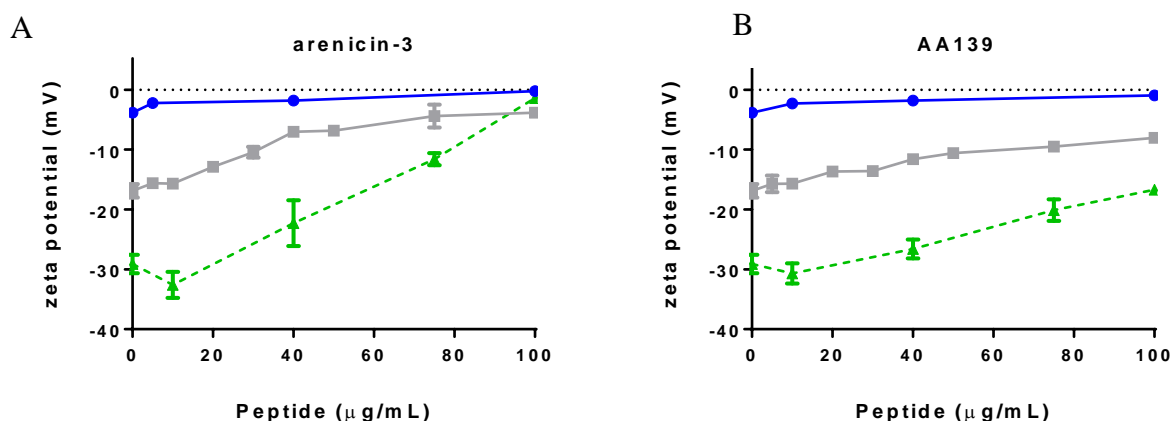 A
arenicin-3
zeta potential (mV)
0
-10
-20
-30
-40
0 20 40 60 80 100
Peptide (μg/mL)
B
AA139
zeta potential (mV)
0
-10
-20
-30
-40
0 20 40 60 80 100
Peptide (μg/mL)